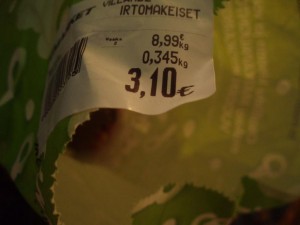 IRTOMAKEISET
8,99€
kg
0,345kg
3,10€